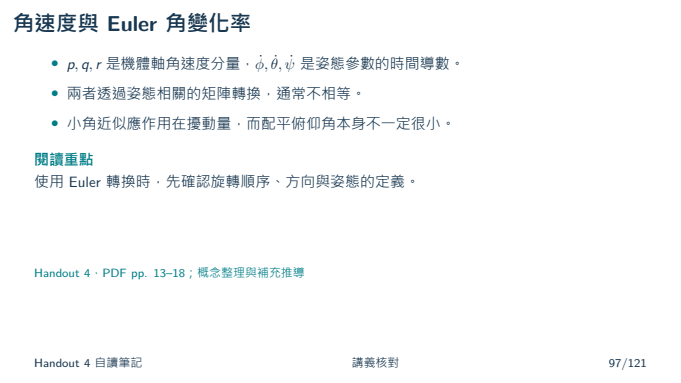 角速度與 Euler 角變化率
• p, q, r 是機體軸角速度分量，φ̇, θ̇, ψ̇ 是姿態參數的時間導數。
• 兩者透過姿態相關的矩陣轉換，通常不相等。
• 小角近似應作用在擾動量，而配平俯仰角本身不一定很小。
閱讀重點
使用 Euler 轉換時，先確認旋轉順序、方向與姿態的定義。
Handout 4 · PDF pp. 13–18；概念整理與補充推導
Handout 4 自讀筆記 講義核對 97/121